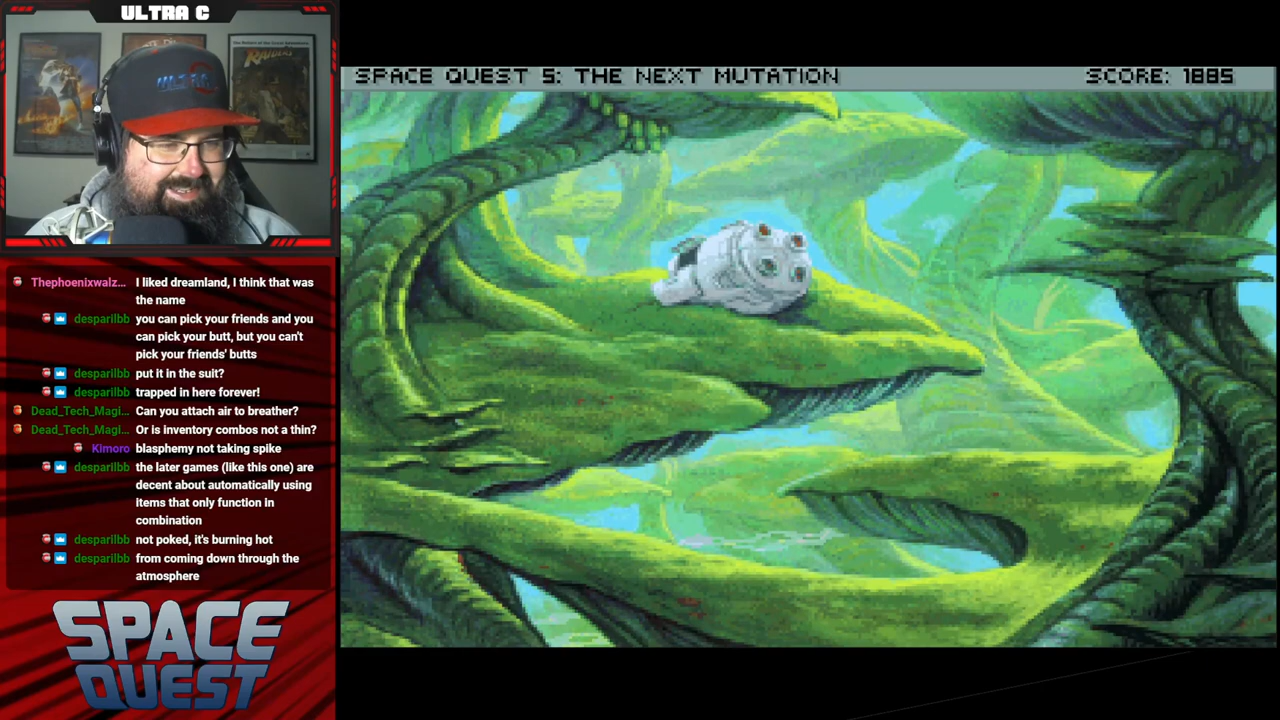 ULTRA C
RAIDERS
SPACE QUEST 5: THE NEXT MUTATION
SCORE: 1885
Thephoenixwalz... I liked dreamland, I think that was
the name
desparilbb you can pick your friends and you
can pick your butt, but you can't
pick your friends' butts
desparilbb put it in the suit?
desparilbb trapped in here forever!
Dead_Tech_Magi... Can you attach air to breather?
Dead_Tech_Magi... Or is inventory combos not a thin?
Kimoro blasphemy not taking spike
desparilbb the later games (like this one) are
decent about automatically using
items that only function in
combination
desparilbb not poked, it's burning hot
desparilbb from coming down through the
atmosphere
SPACE
QUEST